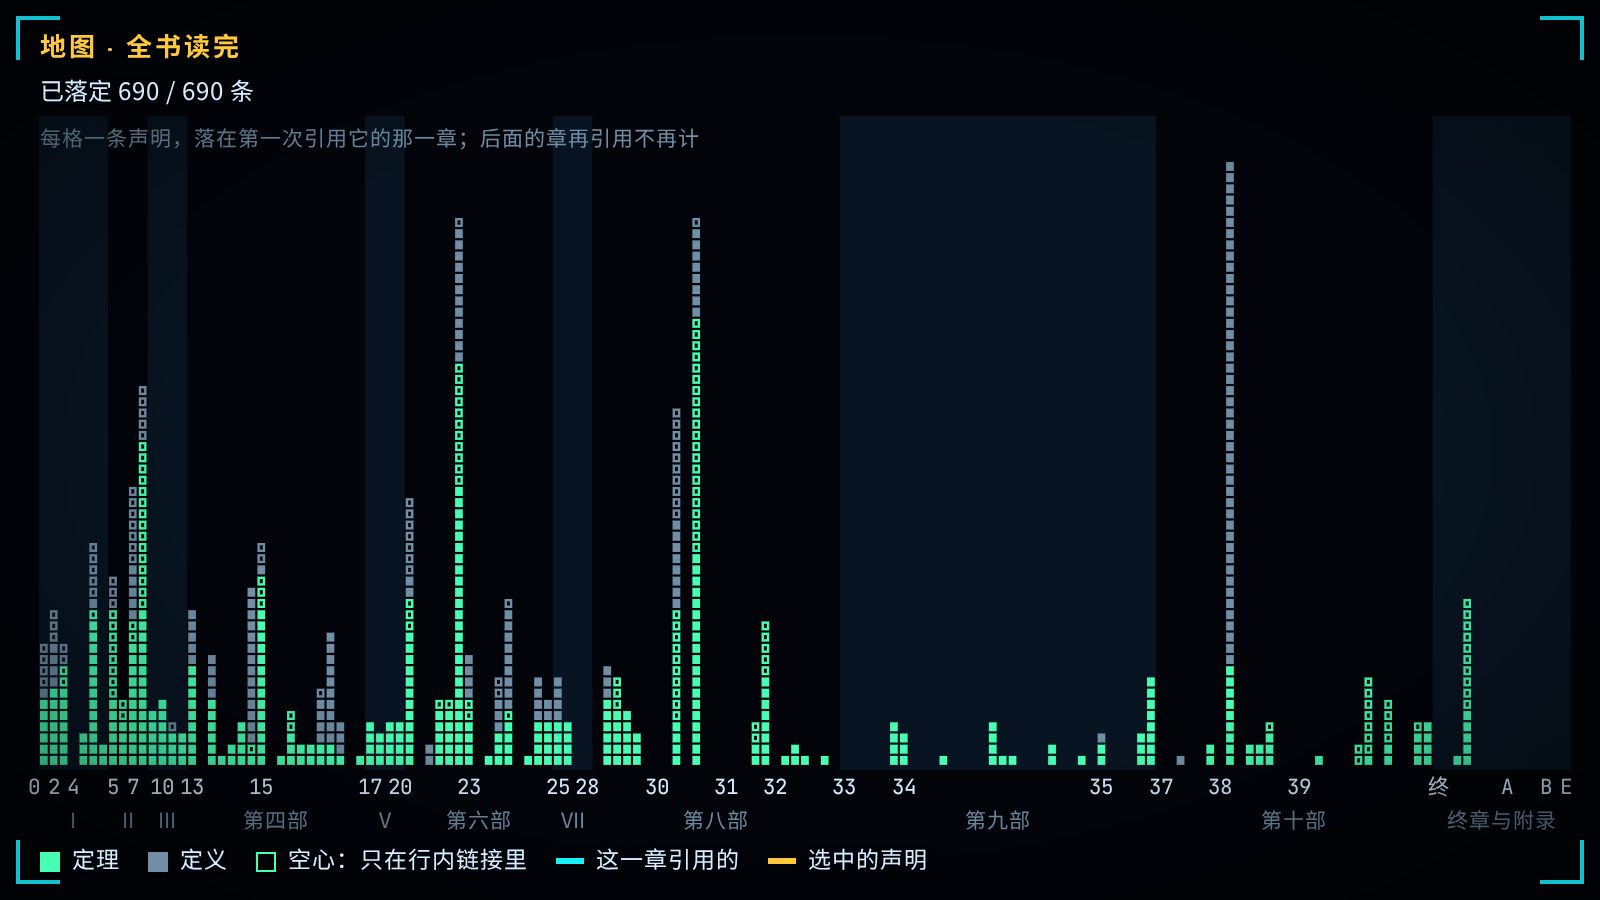 地图 · 全书读完
已落定 690 / 690 条
每格一条声明，落在第一次引用它的那一章；后面的章再引用不再计
0 2 4 5 7 10 13 15 17 20 23 25 28 30 31 32 33 34 35 37 38 39 终 A B E
I II III 第四部 V 第六部 VII 第八部 第九部 第十部 终章与附录
定理 定义 空心：只在行内链接里 这一章引用的 选中的声明